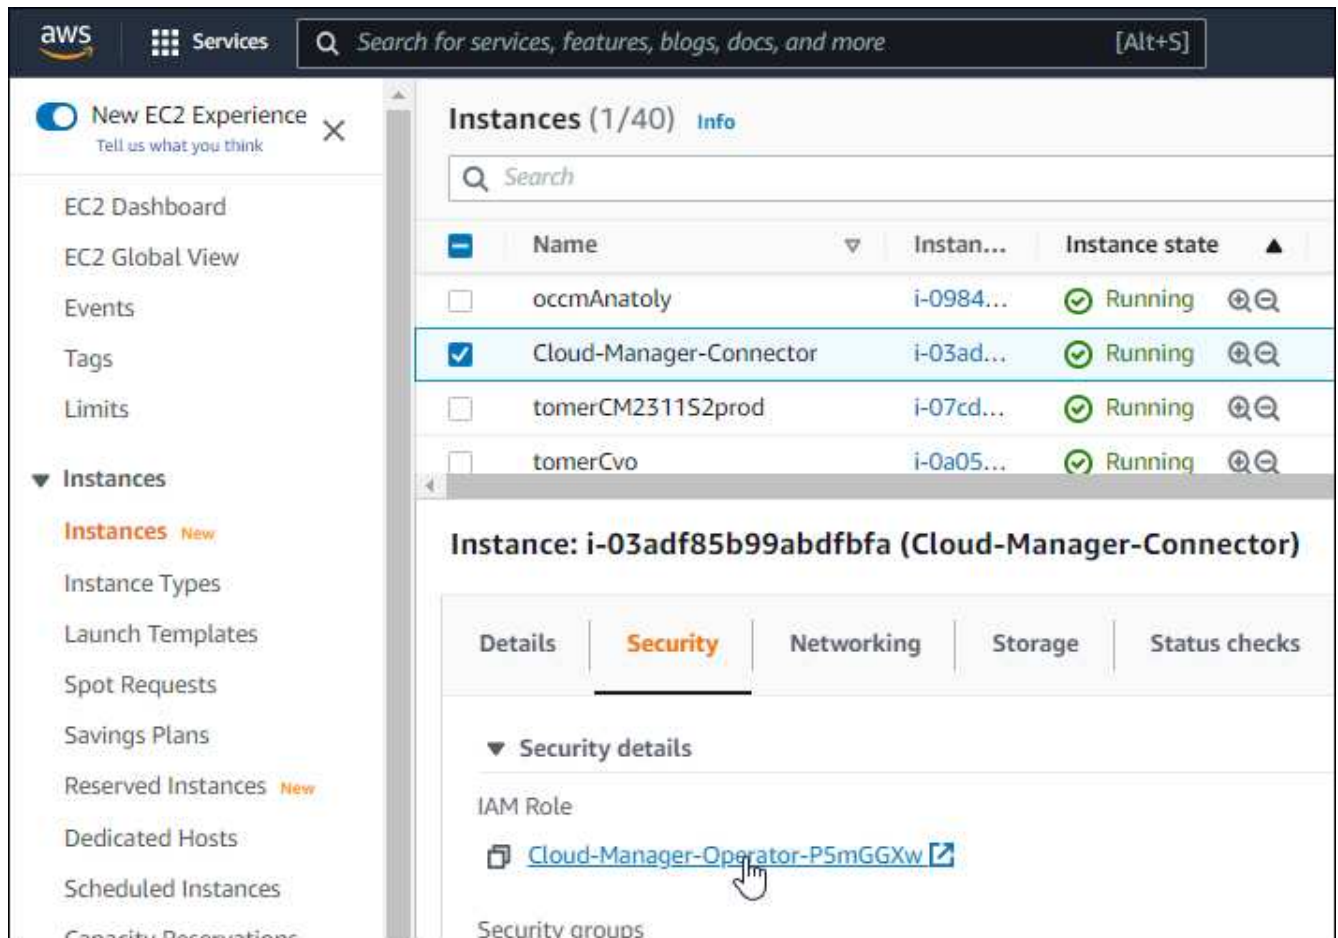 aws
Services
Search for services, features, blogs, docs, and more
[Alt+S]
New EC2 Experience
Tell us what you think
EC2 Dashboard
EC2 Global View
Events
Tags
Limits
Instances
Instances New
Instance Types
Launch Templates
Spot Requests
Savings Plans
Reserved Instances New
Dedicated Hosts
Scheduled Instances
Capacity Reservations
Instances (1/40) Info
Search
Name Instan... Instance state
occmAnatoly i-0984... Running
Cloud-Manager-Connector i-03ad... Running
tomerCM2311S2prod i-07cd... Running
tomerCvo i-0a05... Running
Instance: i-03adf85b99abdfbfa (Cloud-Manager-Connector)
Details Security Networking Storage Status checks
Security details
IAM Role
Cloud-Manager-Operator-P5mGGXw
Security groups